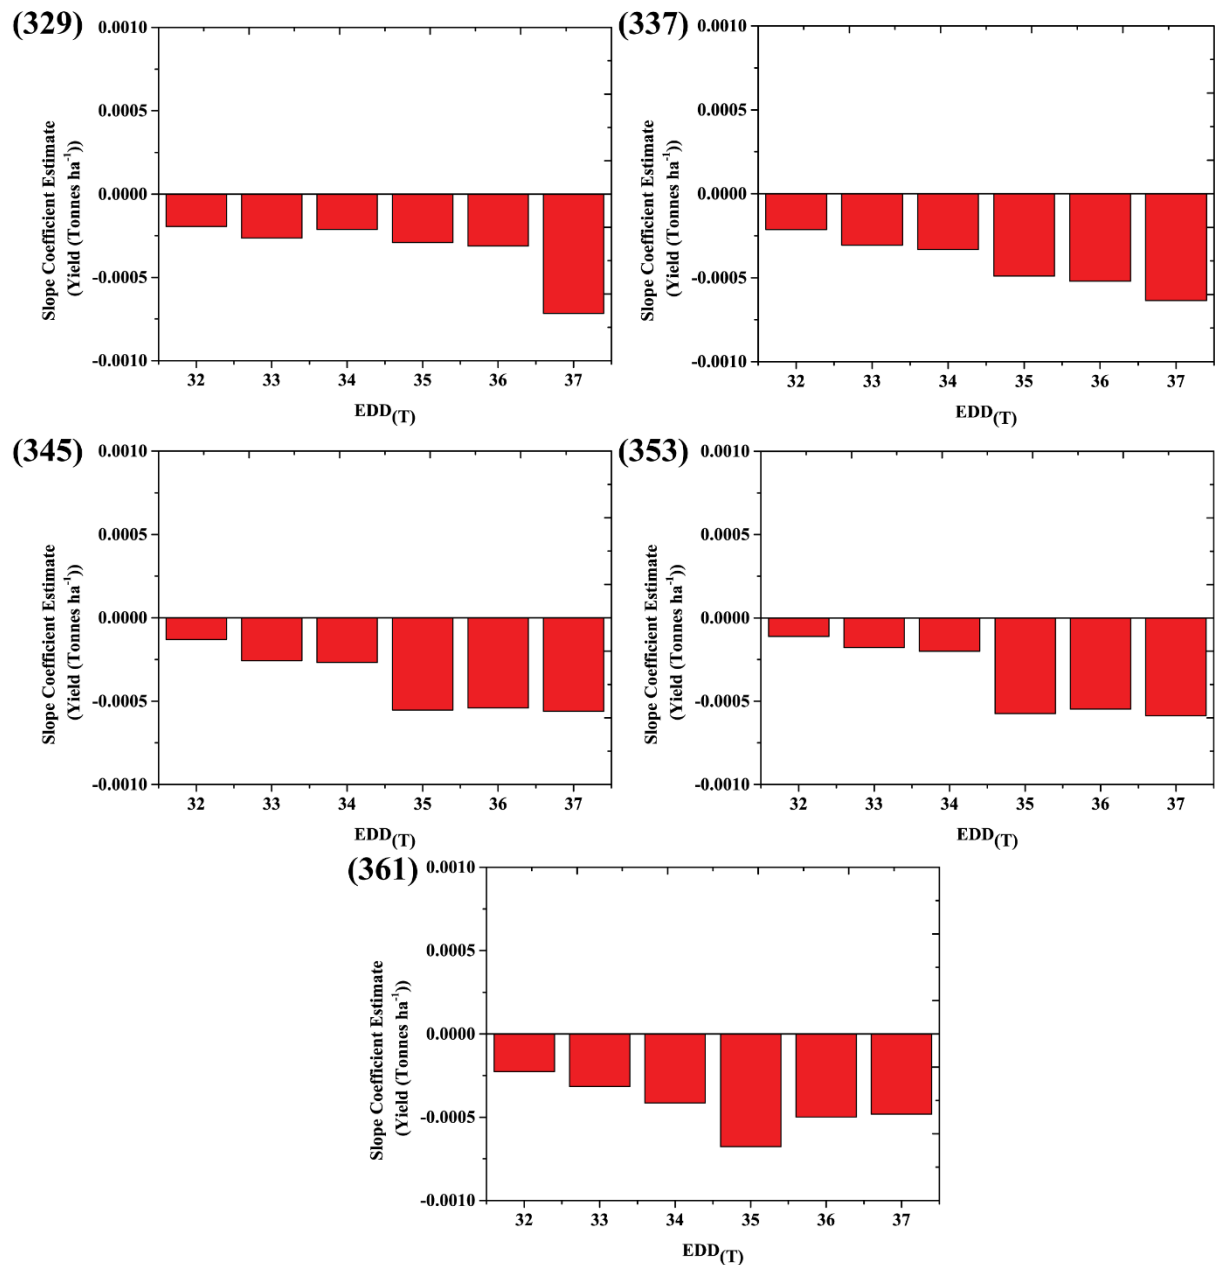 (329)
0.0010
0.0005
0.0000
-0.0005
-0.0010
Slope Coefficient Estimate
(Yield (Tonnes ha-1))
32 33 34 35 36 37
EDD(T)
(337)
0.0010
0.0005
0.0000
-0.0005
-0.0010
Slope Coefficient Estimate
(Yield (Tonnes ha-1))
32 33 34 35 36 37
EDD(T)
(345)
0.0010
0.0005
0.0000
-0.0005
-0.0010
Slope Coefficient Estimate
(Yield (Tonnes ha-1))
32 33 34 35 36 37
EDD(T)
(353)
0.0010
0.0005
0.0000
-0.0005
-0.0010
Slope Coefficient Estimate
(Yield (Tonnes ha-1))
32 33 34 35 36 37
EDD(T)
(361)
0.0010
0.0005
0.0000
-0.0005
-0.0010
Slope Coefficient Estimate
(Yield (Tonnes ha-1))
32 33 34 35 36 37
EDD(T)